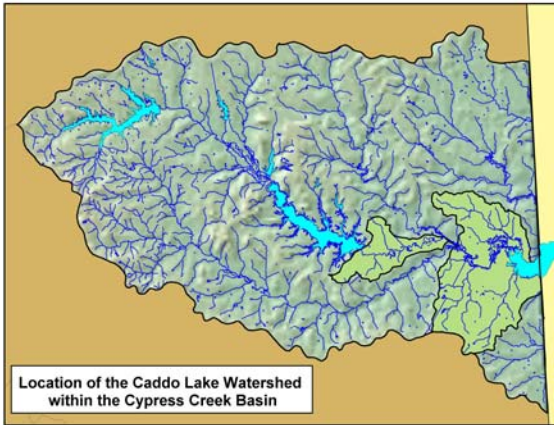 Location of the Caddo Lake Watershed
within the Cypress Creek Basin